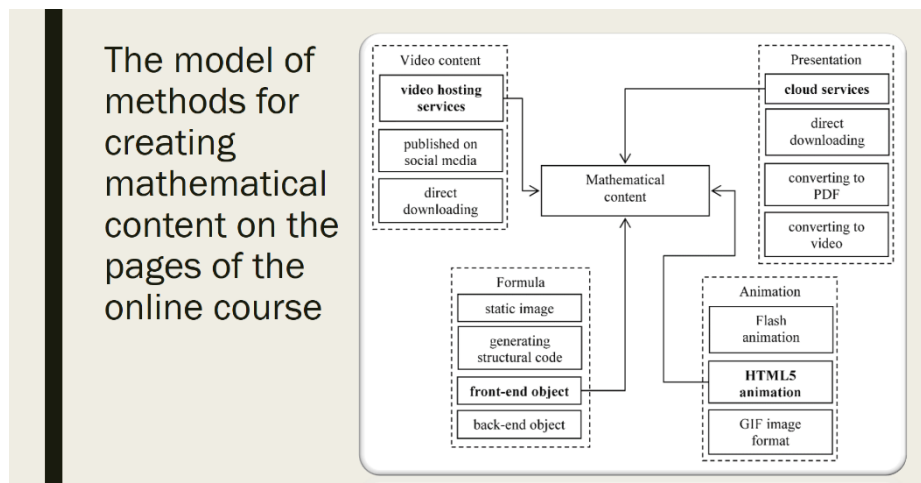 The model of
methods for
creating
mathematical
content on the
pages of the
online course
Video content
video hosting
services
published on
social media
direct
downloading
Presentation
cloud services
direct
downloading
converting to
PDF
converting to
video
Mathematical
content
Formula
static image
generating
structural code
front-end object
back-end object
Animation
Flash
animation
HTML5
animation
GIF image
format